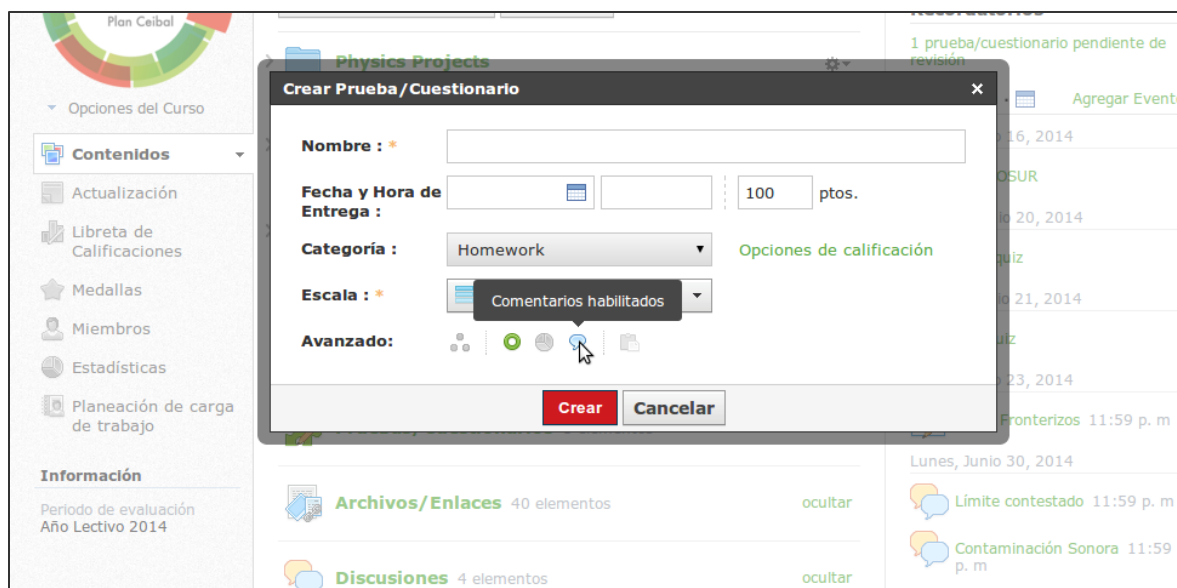 Plan Ceibal
Opciones del Curso
Contenidos
Actualización
Libreta de
Calificaciones
Medallas
Miembros
Estadísticas
Planeación de carga
de trabajo
Información
Periodo de evaluación
Año Lectivo 2014
Physics Projects
Crear Prueba/Cuestionario x
Nombre : *
Fecha y Hora de
Entrega :
100 ptos.
Categoría : Homework Opciones de calificación
Escala : *
Comentarios habilitados
Avanzado:
Crear Cancelar
Archivos/Enlaces 40 elementos ocultar
Discusiones 4 elementos ocultar
Recordatorios
1 prueba/cuestionario pendiente de
revisión
Agregar Event
16, 2014
OSUR
20, 2014
quiz
21, 2014
23, 2014
Fronterizos 11:59 p. m
Lunes, Junio 30, 2014
Límite contestado 11:59 p. m
Contaminación Sonora 11:59
p. m